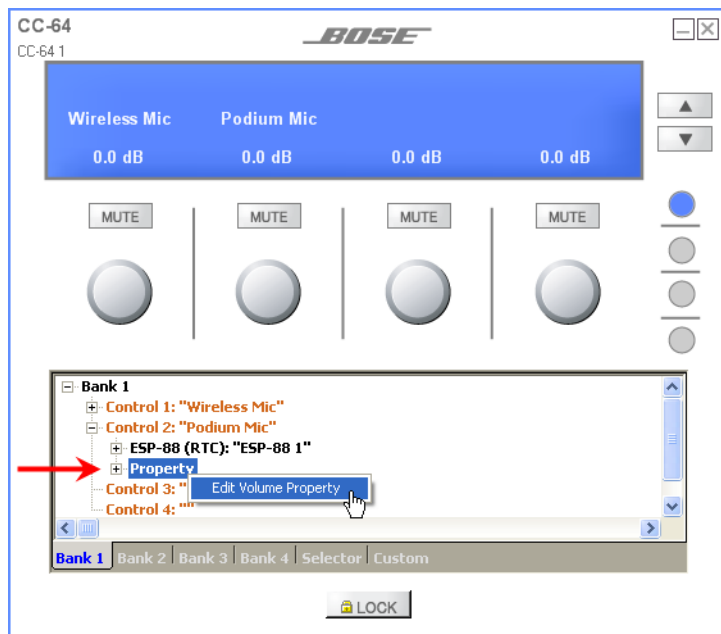 CC-64
BOSE
CC-64 1
Wireless Mic Podium Mic
0.0 dB 0.0 dB 0.0 dB 0.0 dB
MUTE MUTE MUTE MUTE
Bank 1
Control 1: "Wireless Mic"
Control 2: "Podium Mic"
ESP-88 (RTC): "ESP-88 1"
Property
Edit Volume Property
Control 3: "
Control 4: ""
Bank 1 Bank 2 Bank 3 Bank 4 Selector Custom
LOCK